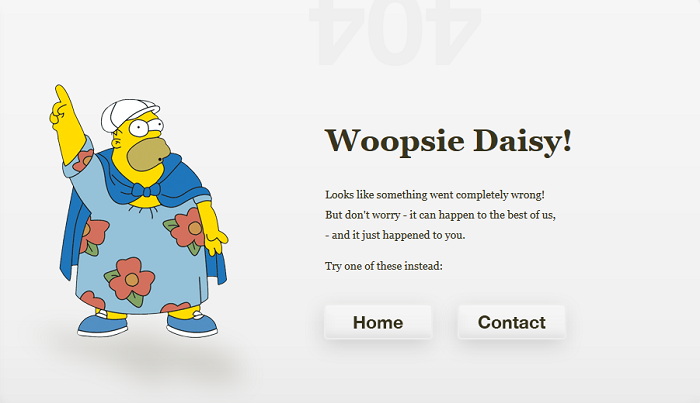 404
Woopsie Daisy!
Looks like something went completely wrong!
But don't worry - it can happen to the best of us,
- and it just happened to you.
Try one of these instead:
Home
Contact